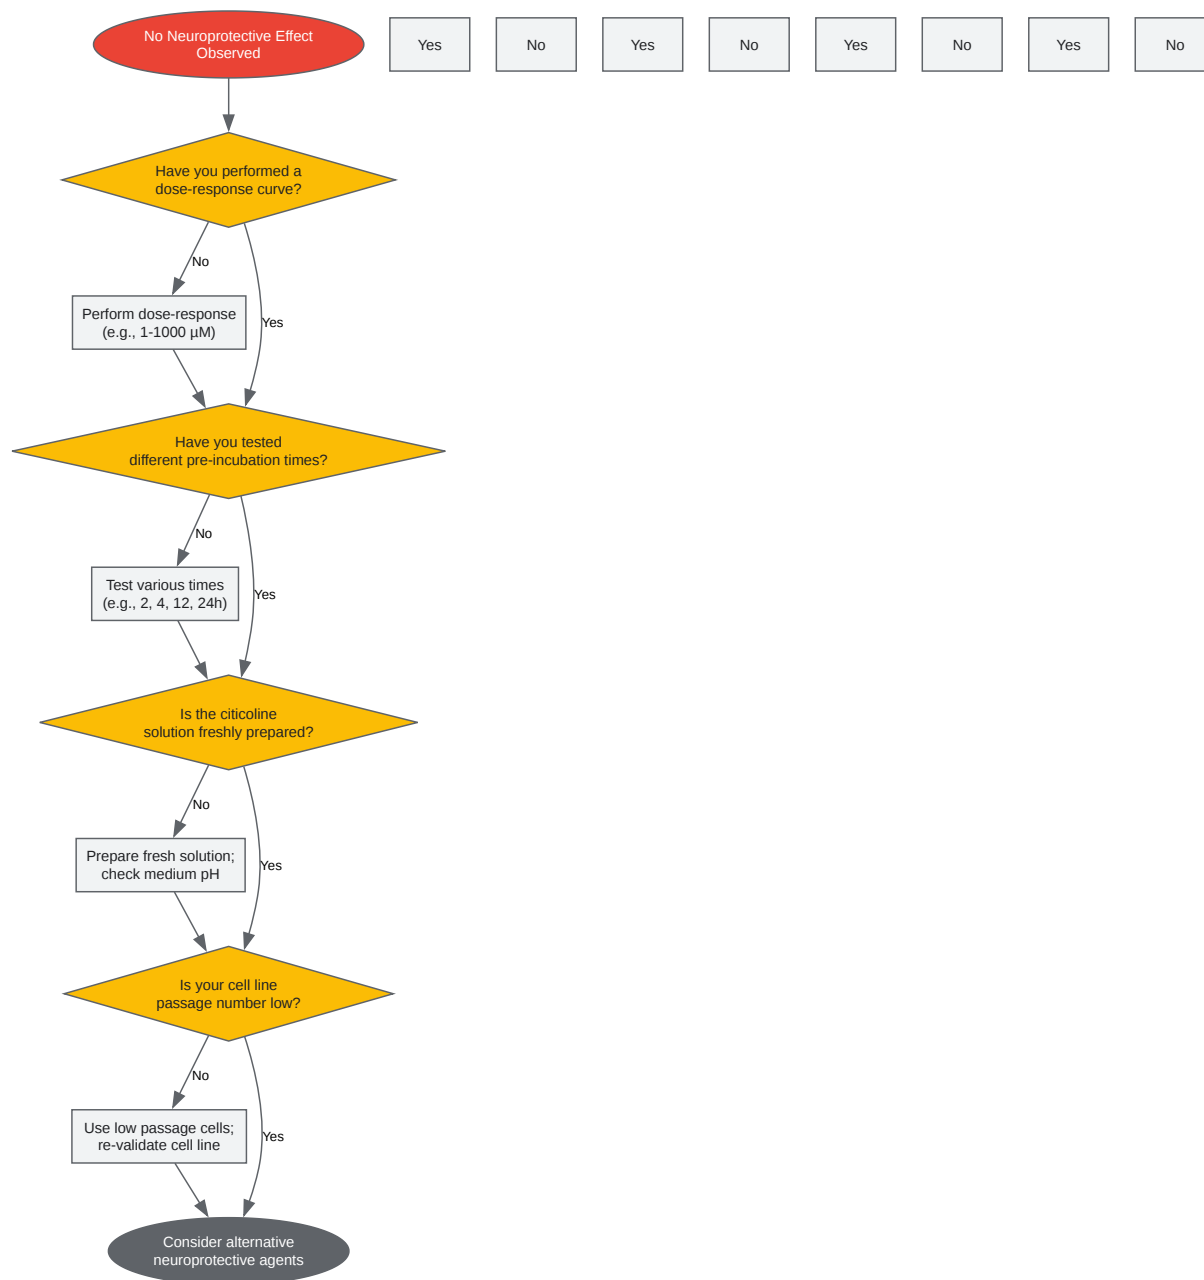 No Neuroprotective Effect
Observed
Yes
No
Yes
No
Yes
No
Yes
No
Have you performed a
dose-response curve?
No
Perform dose-response
(e.g., 1-1000 µM)
Yes
Have you tested
different pre-incubation times?
No
Test various times
(e.g., 2, 4, 12, 24h)
Yes
Is the citicoline
solution freshly prepared?
No
Prepare fresh solution;
check medium pH
Yes
Is your cell line
passage number low?
No
Use low passage cells;
re-validate cell line
Yes
Consider alternative
neuroprotective agents